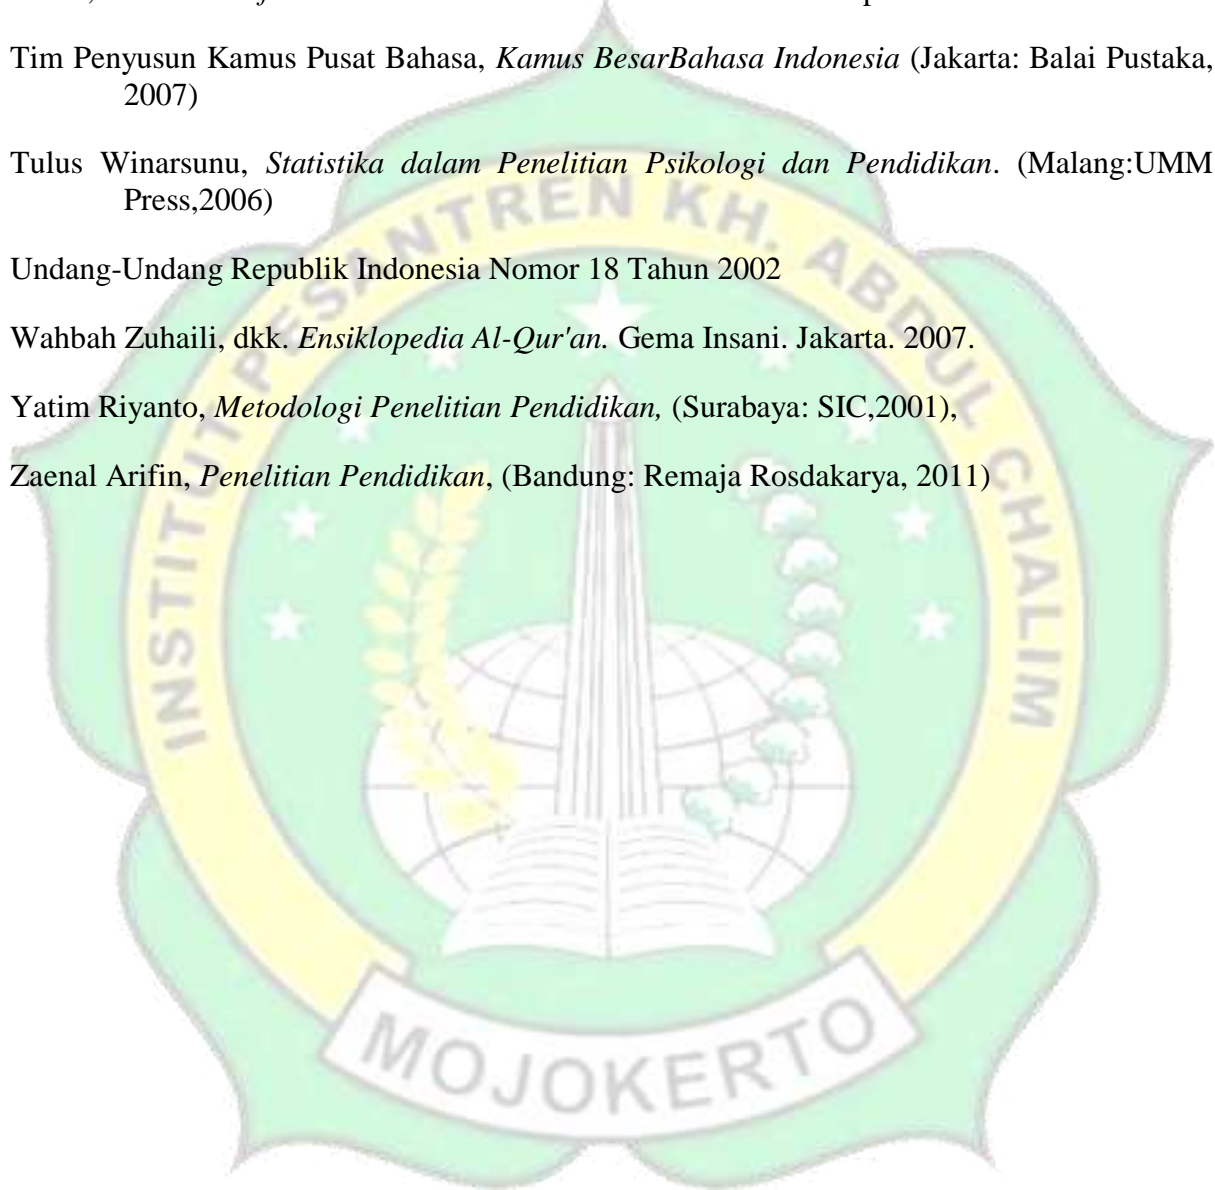 Tim Penyusun Kamus Pusat Bahasa, Kamus BesarBahasa Indonesia (Jakarta: Balai Pustaka,
2007)
Tulus Winarsunu, Statistika dalam Penelitian Psikologi dan Pendidikan. (Malang:UMM
Press,2006)
Undang-Undang Republik Indonesia Nomor 18 Tahun 2002
Wahbah Zuhaili, dkk. Ensiklopedia Al-Qur'an. Gema Insani. Jakarta. 2007.
Yatim Riyanto, Metodologi Penelitian Pendidikan, (Surabaya: SIC,2001),
Zaenal Arifin, Penelitian Pendidikan, (Bandung: Remaja Rosdakarya, 2011)
INSTITUT PESANTREN KH. ABDUL CHALIM
MOJOKERTO